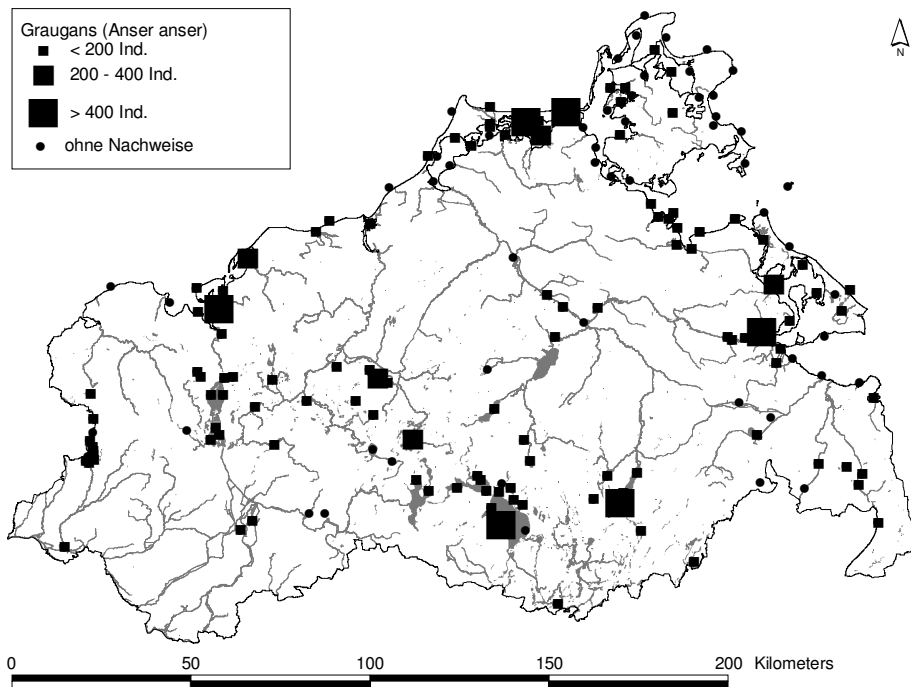 Graugans (Anser anser)
< 200 Ind.
200 - 400 Ind.
> 400 Ind.
ohne Nachweise
N
0 50 100 150 200 Kilometers